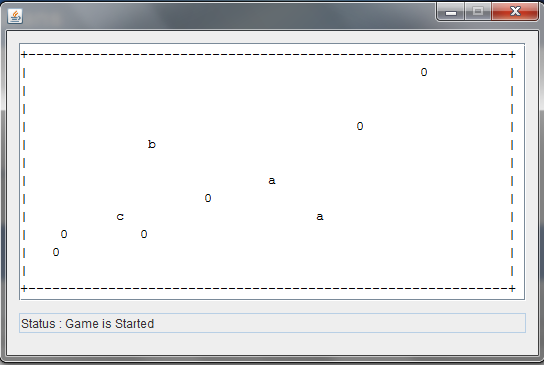 +------------------------------------------------------------+
|                                                 0          |
|                                                            |
|                                                            |
|                                         0                  |
|               b                                            |
|                                                            |
|                              a                             |
|                      0                                     |
|           c                        a                       |
|    0         0                                             |
|   0                                                        |
|                                                            |
+------------------------------------------------------------+
Status : Game is Started